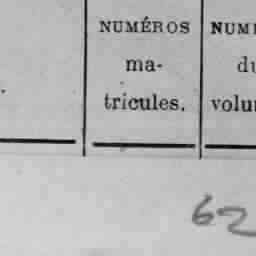 NUMÉROS
ma-
tricules.
62